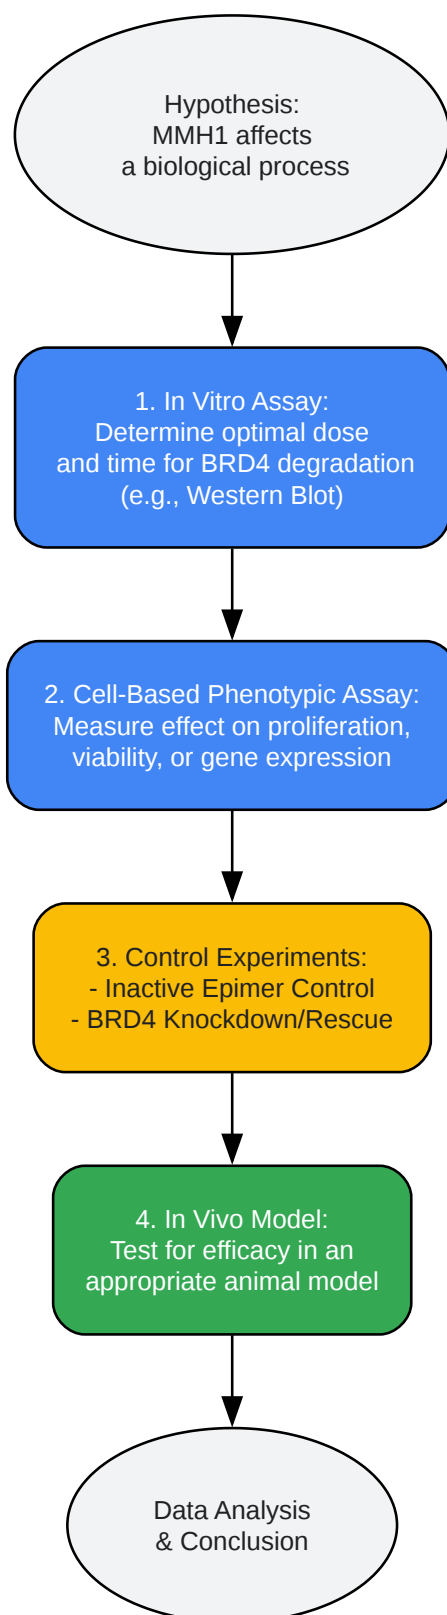 Hypothesis:
MMH1 affects
a biological process
1. In Vitro Assay:
Determine optimal dose
and time for BRD4 degradation
(e.g., Western Blot)
2. Cell-Based Phenotypic Assay:
Measure effect on proliferation,
viability, or gene expression
3. Control Experiments:
- Inactive Epimer Control
- BRD4 Knockdown/Rescue
4. In Vivo Model:
Test for efficacy in an
appropriate animal model
Data Analysis
& Conclusion